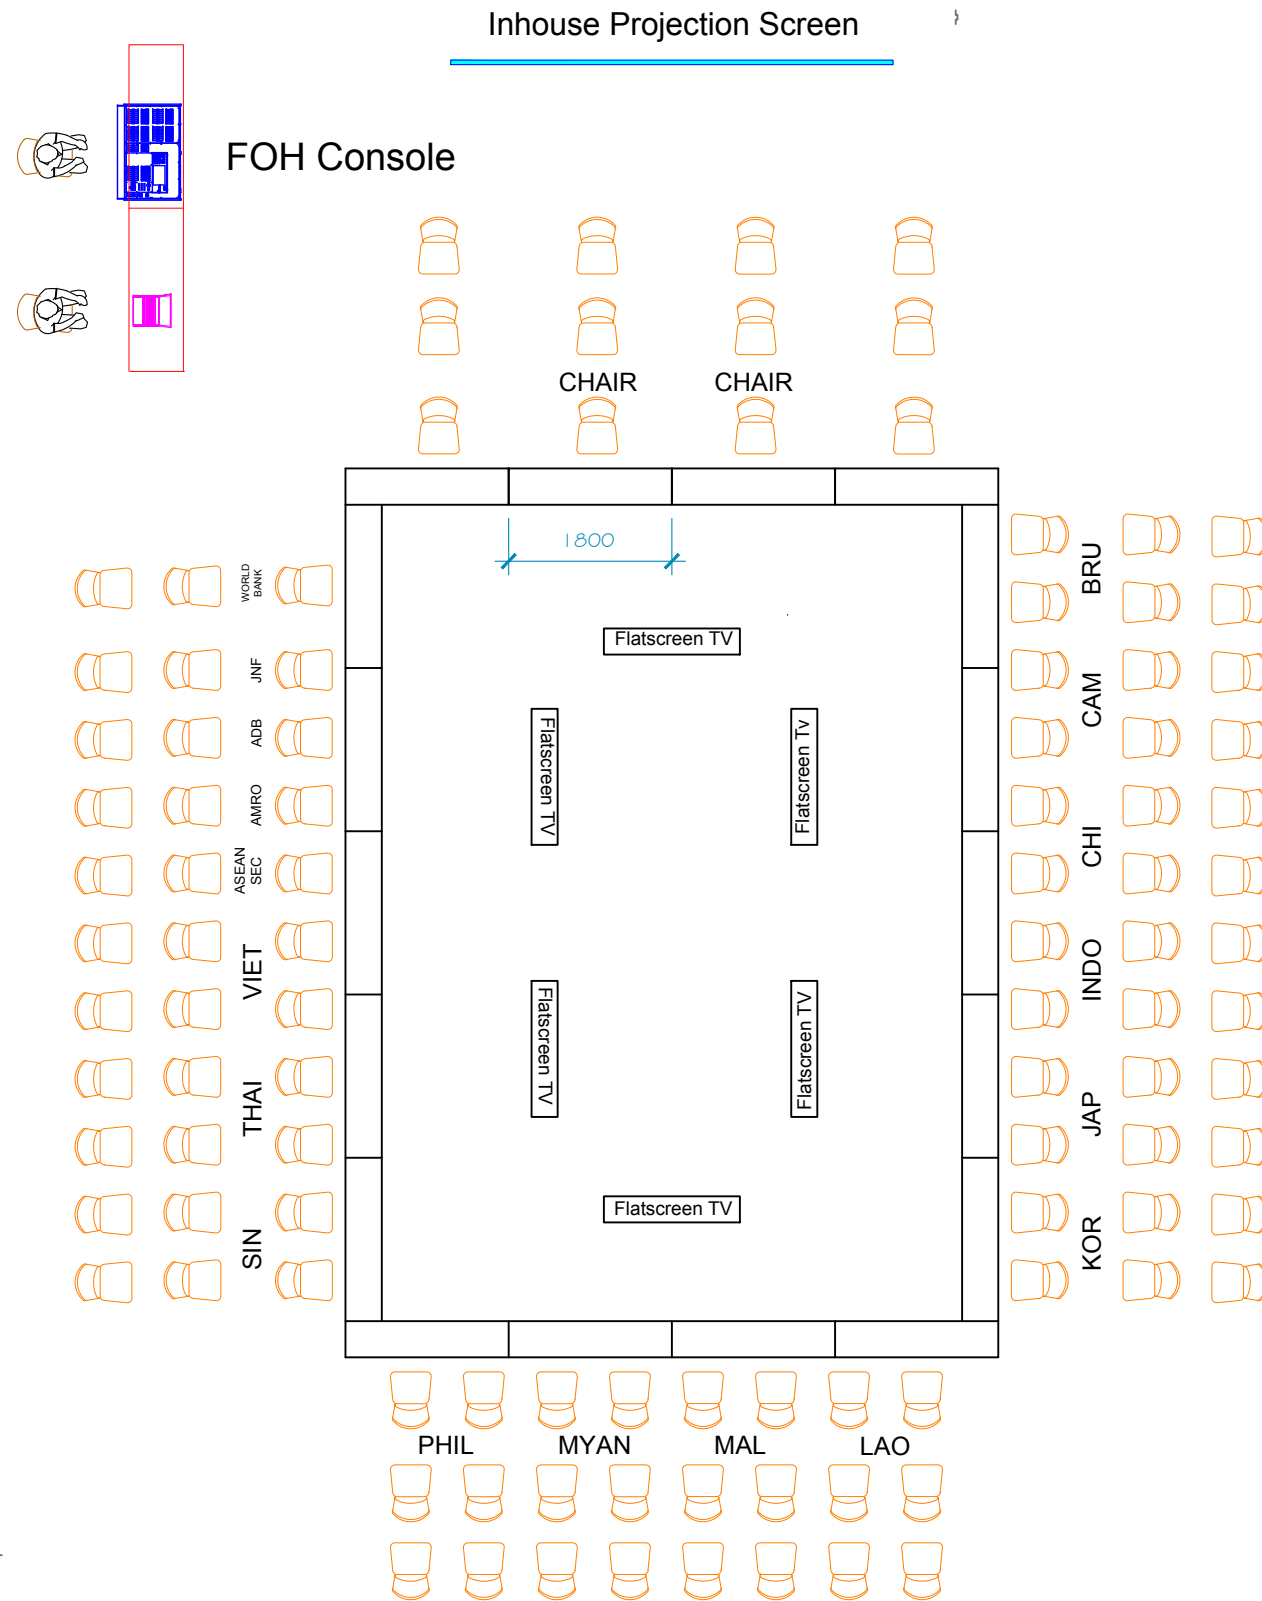 Inhouse Projection Screen
FOH Console
CHAIR
CHAIR
1800
WORLD
BANK
JNF
ADB
AMRO
ASEAN
SEC
VIET
THAI
SIN
Flatscreen TV
Flatscreen TV
Flatscreen Tv
Flatscreen TV
Flatscreen TV
Flatscreen TV
BRU
CAM
CHI
INDO
JAP
KOR
PHIL
MYAN
MAL
LAO